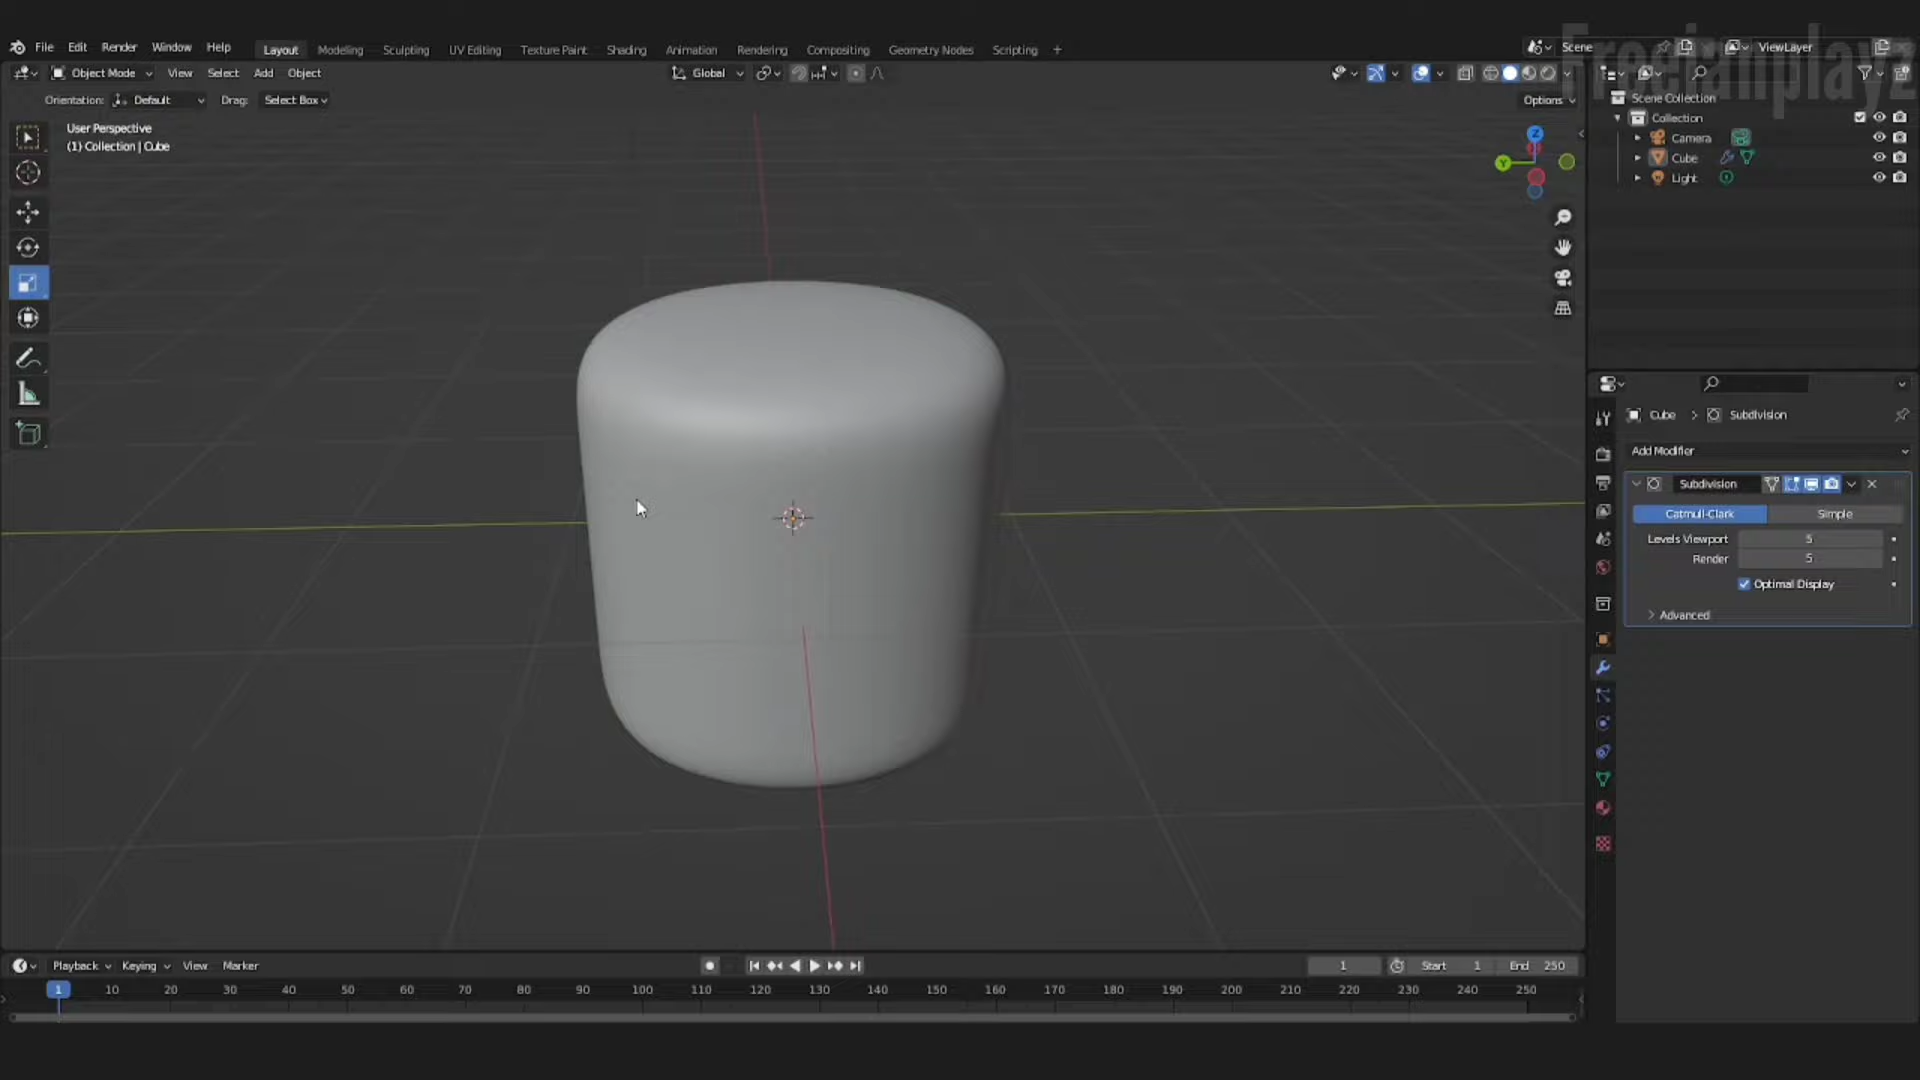 File Edit Render Window Help Layout Modeling Sculpting UV Editing Texture Paint Shading Animation Rendering Compositing Geometry Nodes Scripting + Scene ViewLayer
Freejanplayz
Object Mode View Select Add Object Global
Orientation: Default Drag: Select Box Options
User Perspective
(1) Collection | Cube
Z
Y
Scene Collection
Collection
Camera
Cube
Light
Cube > Subdivision
Add Modifier
Subdivision
Catmull-Clark Simple
Levels Viewport 5
Render 5
Optimal Display
Advanced
Playback Keying View Marker 1 Start 1 End 250
1 10 20 30 40 50 60 70 80 90 100 110 120 130 140 150 160 170 180 190 200 210 220 230 240 250